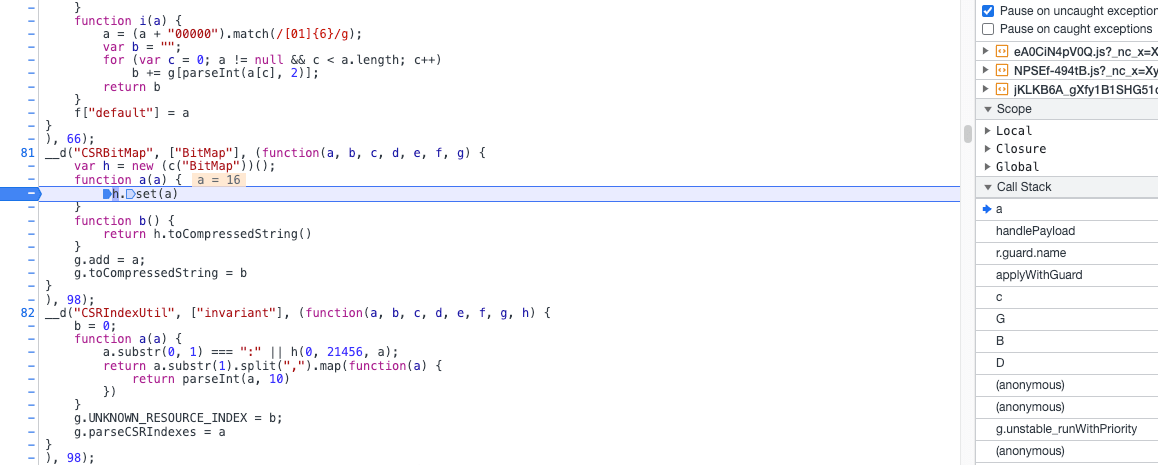 }
function i(a) {
a = (a + "00000").match(/[01]{6}/g);
var b = "";
for (var c = 0; a != null && c < a.length; c++)
b += g[parseInt(a[c], 2)];
return b
}
f["default"] = a
}
), 66);
81 __d("CSRBitMap", ["BitMap"], (function(a, b, c, d, e, f, g) {
var h = new (c("BitMap"))();
function a(a) { a = 16
h.set(a)
}
function b() {
return h.toCompressedString()
}
g.add = a;
g.toCompressedString = b
}
), 98);
82 __d("CSRIndexUtil", ["invariant"], (function(a, b, c, d, e, f, g, h) {
b = 0;
function a(a) {
a.substr(0, 1) === ":" || h(0, 21456, a);
return a.substr(1).split(",").map(function(a) {
return parseInt(a, 10)
})
}
g.UNKNOWN_RESOURCE_INDEX = b;
g.parseCSRIndexes = a
}
), 98);
Pause on uncaught exception
Pause on caught exceptions
eA0CiN4pV0Q.js?_nc_x=X
NPSEf-494tB.js?_nc_x=Xy
jKLKB6A_gXfy1B1SHG51c
Scope
Local
Closure
Global
Call Stack
a
handlePayload
r.guard.name
applyWithGuard
c
G
B
D
(anonymous)
(anonymous)
g.unstable_runWithPriority
(anonymous)